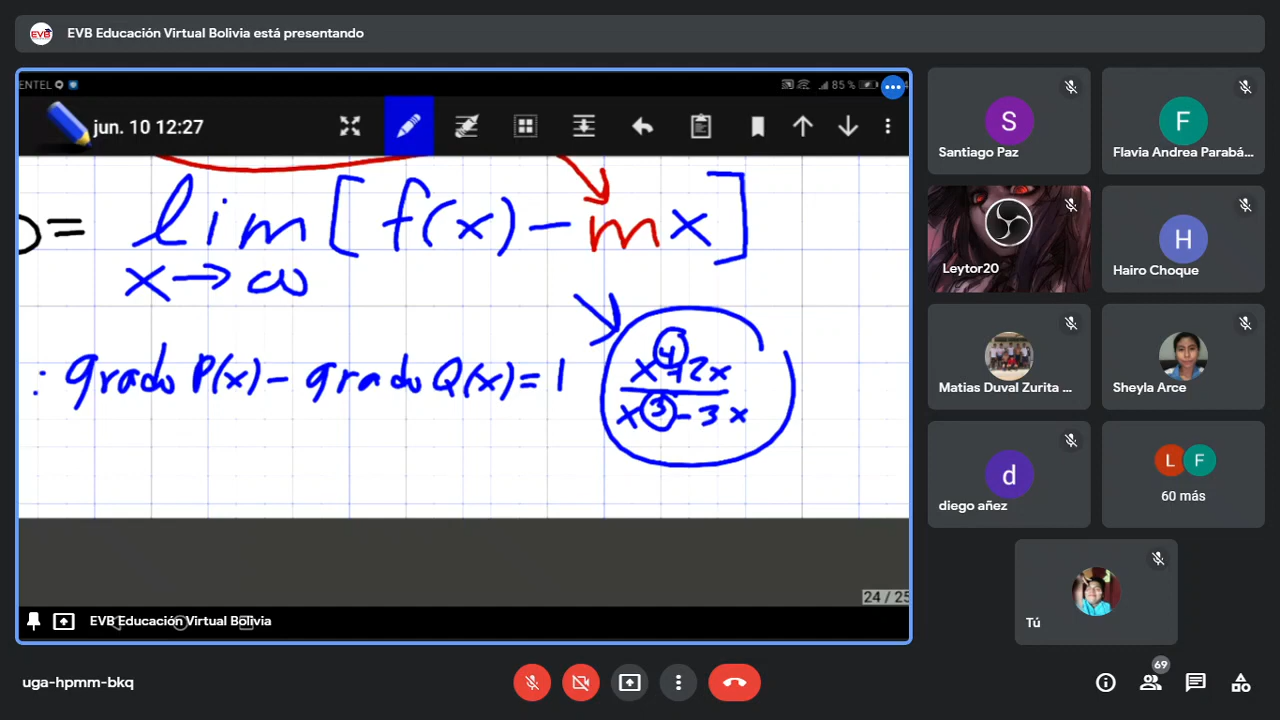 EVB Educación Virtual Bolivia está presentando
ENTEL
85 %
jun. 10 12:27
b = lim [f(x) - mx]
x → ∞
∴ grado P(x) - grado Q(x) = 1
x^4 + 2x
x^3 - 3x
24 / 25
EVB Educación Virtual Bolivia
S
Santiago Paz
F
Flavia Andrea Parabá...
Leytor20
H
Hairo Choque
Matias Duval Zurita ...
Sheyla Arce
d
diego añez
L F
60 más
Tú
uga-hpmm-bkq
69